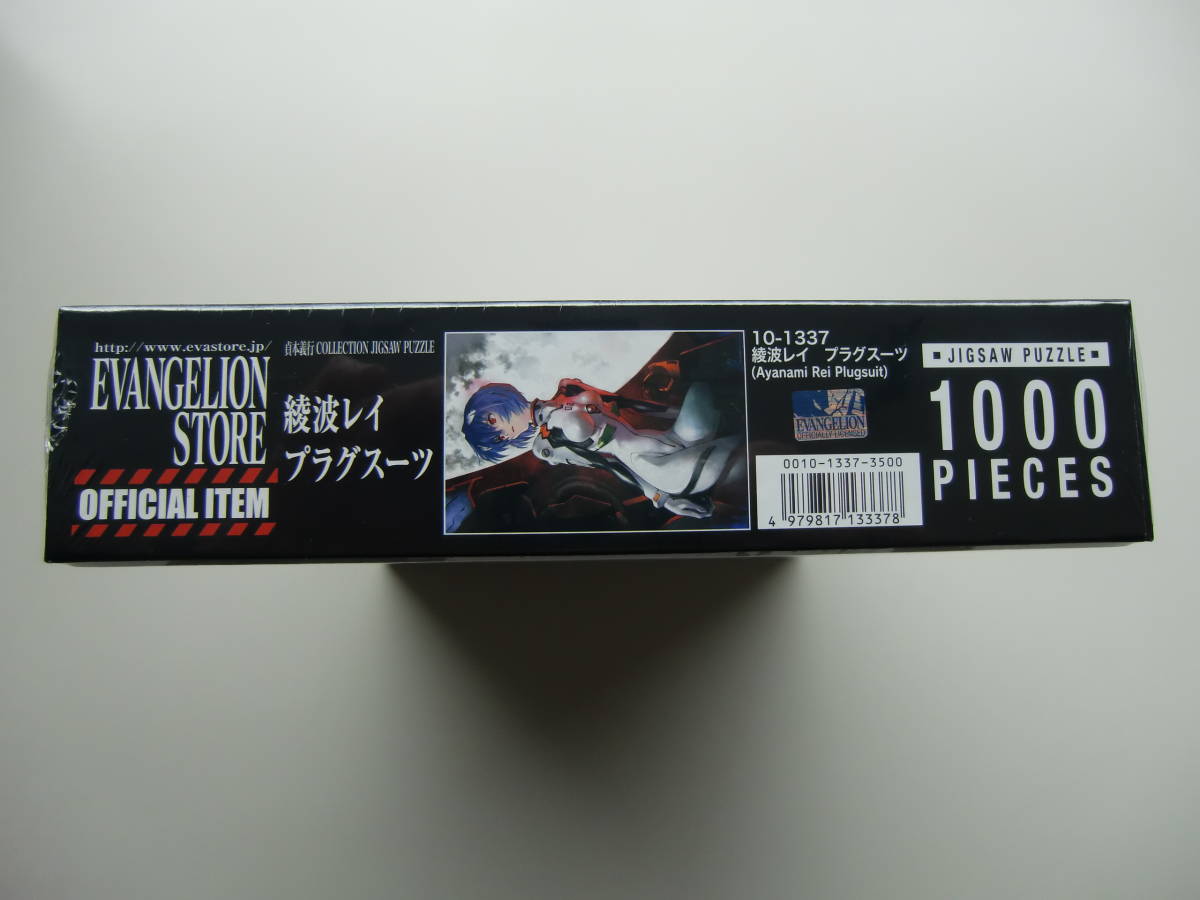 http://www.evastore.jp/
EVANGELION
STORE
OFFICIAL ITEM
貞本義行 COLLECTION JIGSAW PUZZLE
綾波レイ
プラグスーツ
10-1337
綾波レイ プラグスーツ
(Ayanami Rei Plugsuit)
EVANGELION
OFFICIALLY LICENSED
0010-1337-3500
4 979817 133378
JIGSAW PUZZLE
1000
PIECES